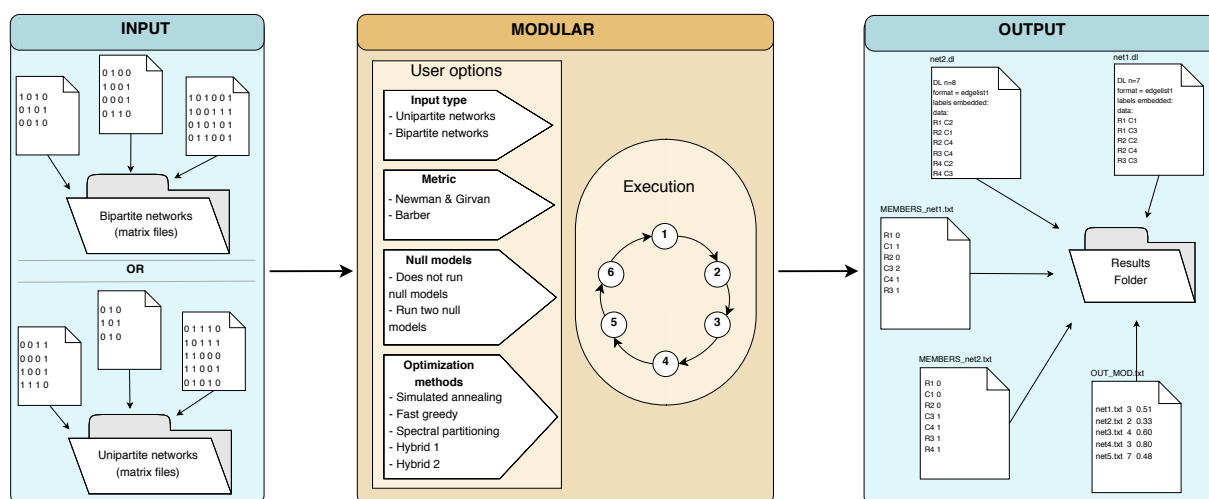 INPUT
1 0 1 0
0 1 0 1
0 0 1 0
0 1 0 0
1 0 0 1
0 0 0 1
0 1 1 0
1 0 1 0 0 1
1 0 0 1 1 1
0 1 0 1 0 1
0 1 1 0 0 1
Bipartite networks
(matrix files)
OR
0 0 1 1
0 0 0 1
1 0 0 1
1 1 1 0
0 1 0
1 0 1
0 1 0
0 1 1 1 0
1 0 1 1 1
1 1 0 0 0
1 1 0 0 1
0 1 0 1 0
Unipartite networks
(matrix files)
MODULAR
User options
Input type
- Unipartite networks
- Bipartite networks
Metric
- Newman & Girvan
- Barber
Null models
- Does not run
null models
- Run two null
models
Optimization
methods
- Simulated annealing
- Fast greedy
- Spectral partitioning
- Hybrid 1
- Hybrid 2
Execution
1
2
3
4
5
6
OUTPUT
net2.dl
DL n=8
format = edgelist1
labels embedded:
data:
R1 C2
R2 C1
R2 C4
R3 C4
R4 C2
R4 C3
net1.dl
DL n=7
format = edgelist1
labels embedded:
data:
R1 C1
R1 C3
R2 C2
R2 C4
R3 C3
MEMBERS_net1.txt
R1 0
C1 1
R2 0
C3 2
C4 1
R3 1
Results
Folder
MEMBERS_net2.txt
R1 0
C1 0
R2 0
C3 1
C4 1
R3 1
R4 1
OUT_MOD.txt
net1.txt 3 0.51
net2.txt 2 0.33
net3.txt 4 0.60
net4.txt 3 0.80
net5.txt 7 0.48